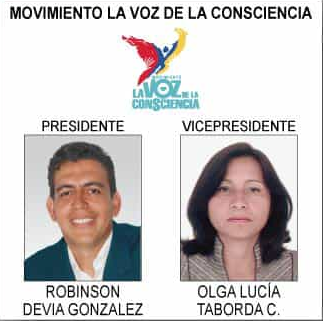 MOVIMIENTO LA VOZ DE LA CONSCIENCIA
MOVIMIENTO
LA VOZ DE LA
CONSCIENCIA
PRESIDENTE
VICEPRESIDENTE
ROBINSON
DEVIA GONZALEZ
OLGA LUCÍA
TABORDA C.